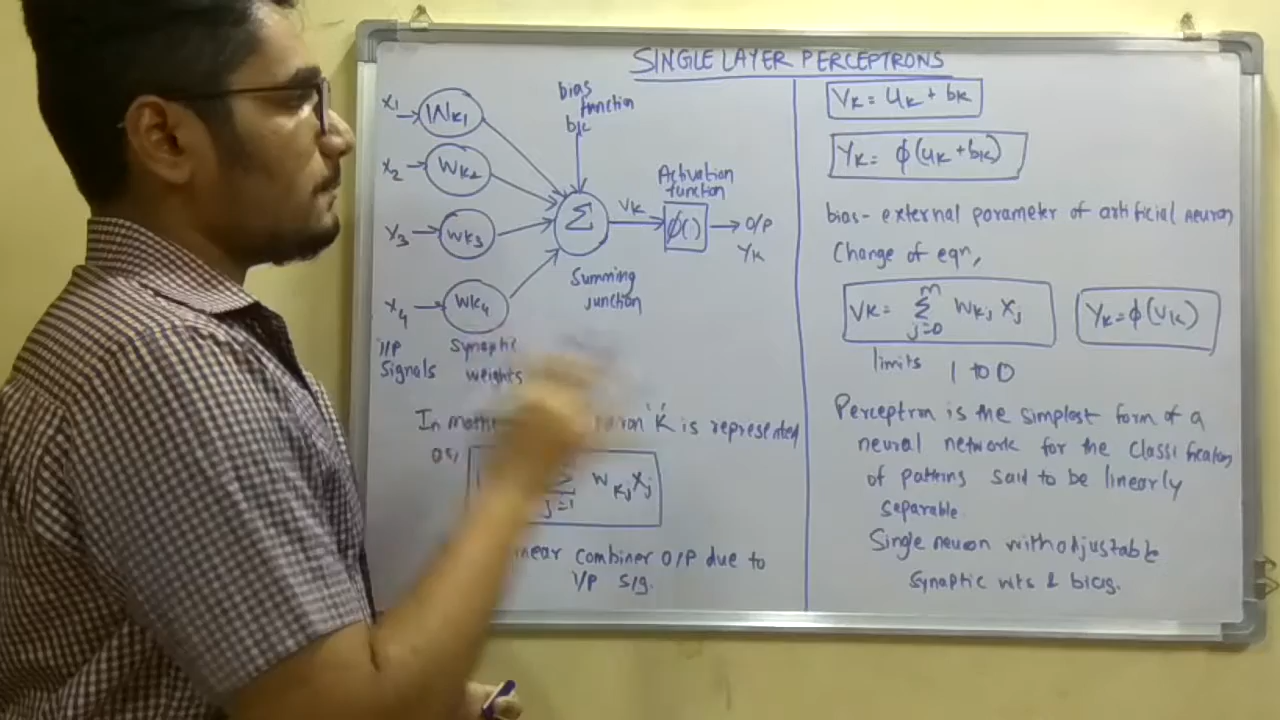 SINGLE LAYER PERCEPTRONS
x1 Wk1
x2 Wk2
x3 Wk3
x4 Wk4
I/P Signals
Synaptic weights
bias function bk
Σ
Summing junction
vk
Activation function
φ(·)
O/P
Yk
In 'k' is represented
as,
j=1 wkj xj
linear combiner O/P due to
I/P sig.
Vk = Uk + bk
Yk = φ(uk + bk)
bias - external parameter of artificial neuron
Change of eqn,
Vk = m Σ j=0 wkj xj
Yk = φ(vk)
limits 1 to 0
Perceptron is the simplest form of a
neural network for the classification
of patterns said to be linearly
separable.
Single neuron with adjustable
synaptic wts & bias.